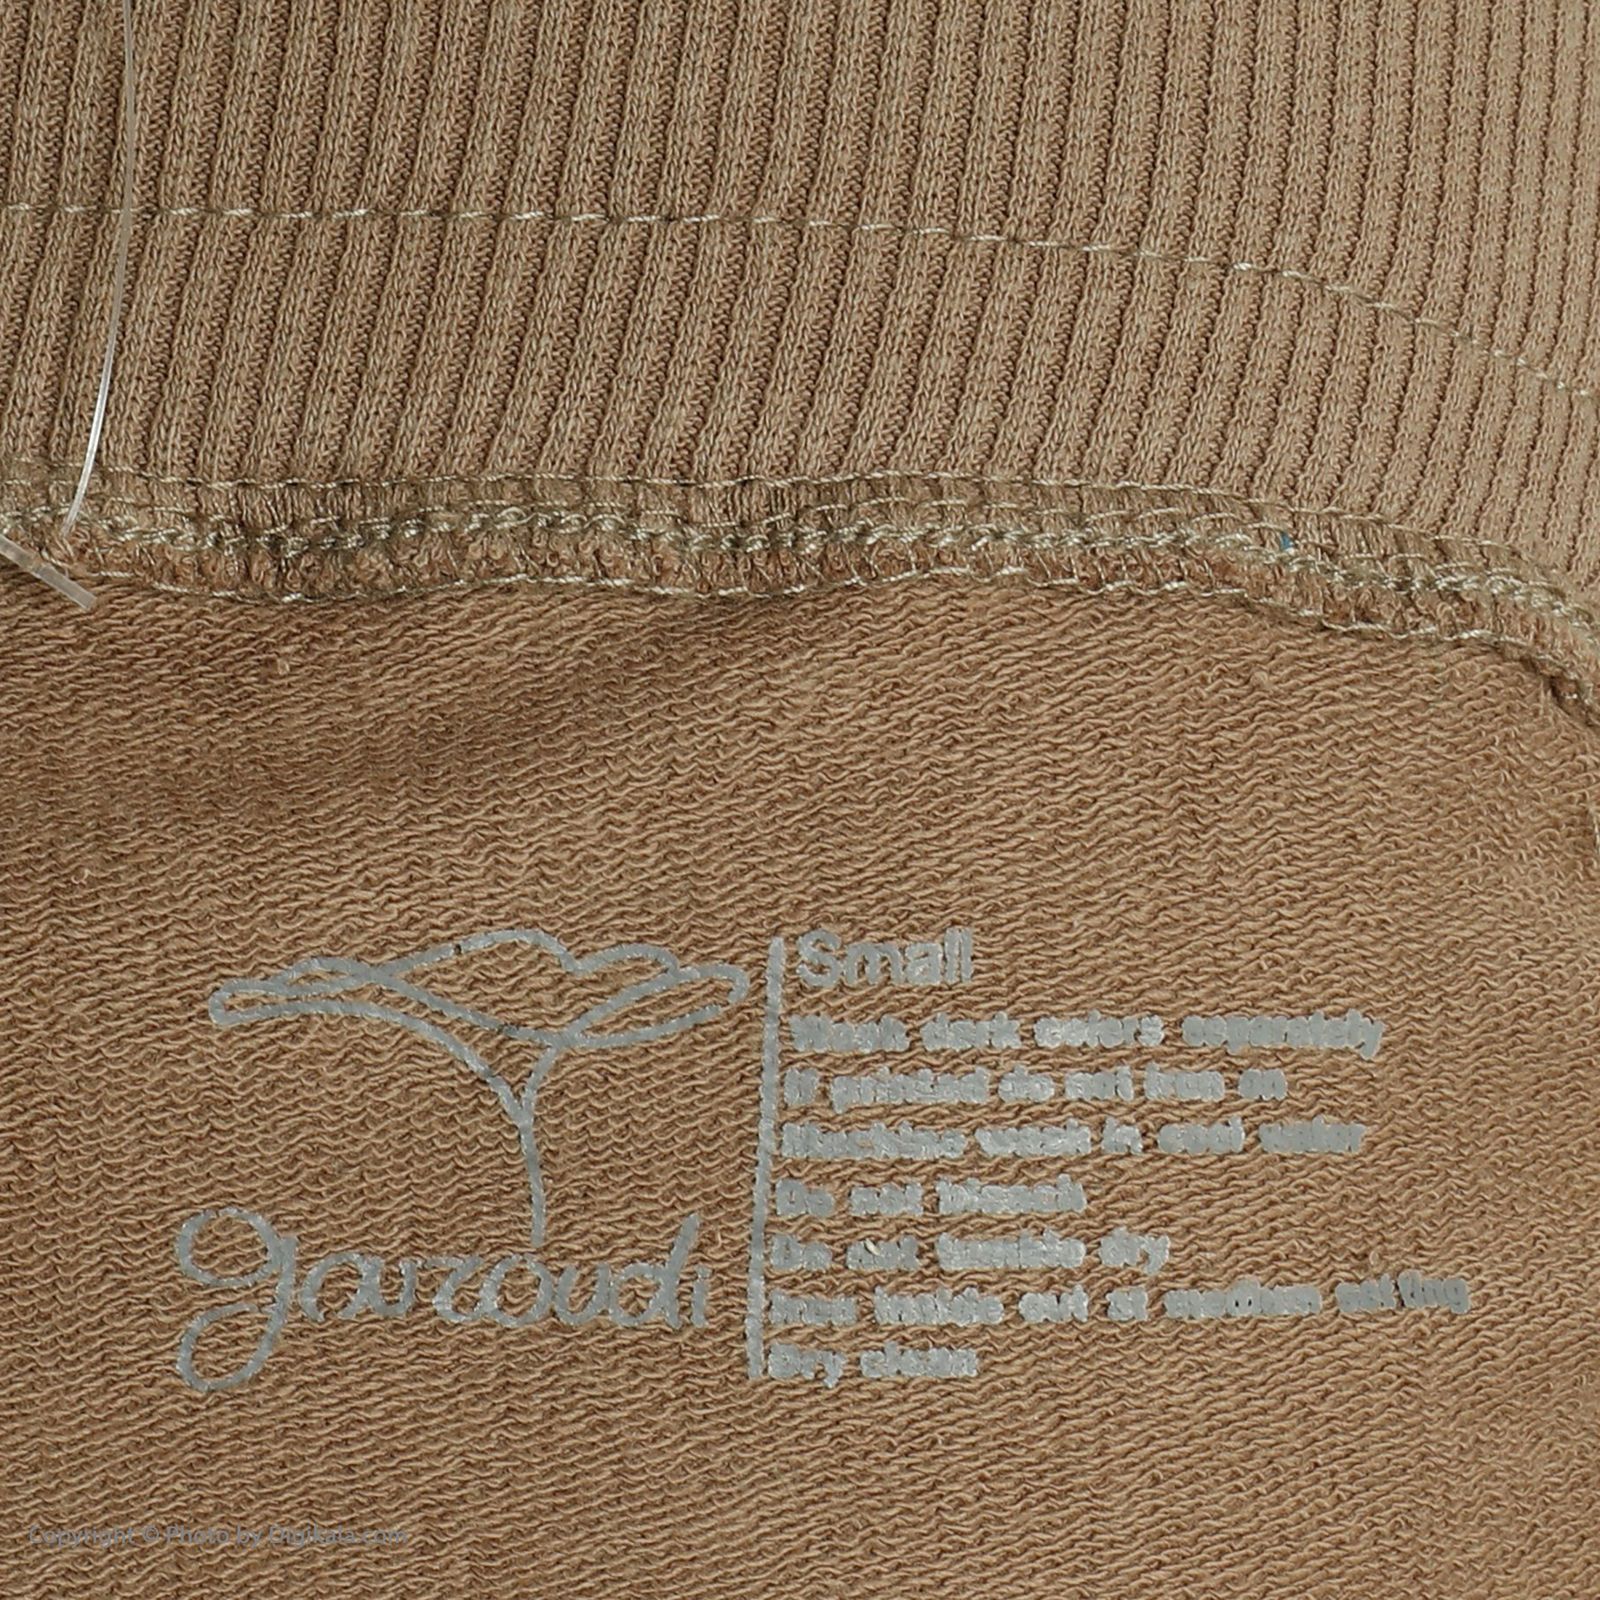 Small
Wash dark colors separately
If printed do not iron on
Machine wash in cool water
Do not bleach
Do not tumble dry
Iron inside out at medium setting
Dry clean
gouroudi
Copyright © Photo by Digikala.com